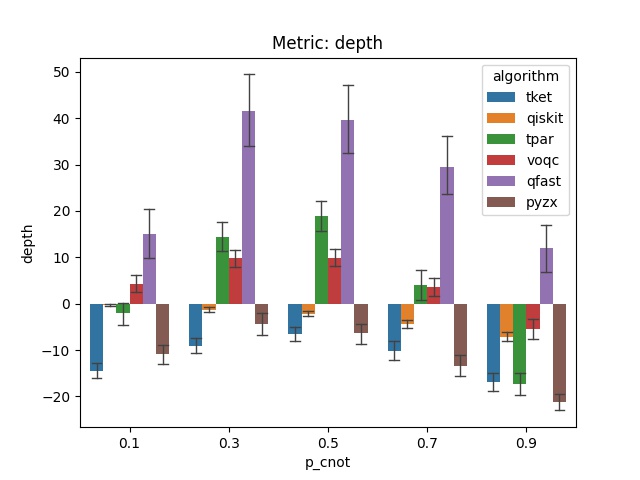 Metric: depth
50
40
30
20
10
0
−10
−20
depth
algorithm
tket
qiskit
tpar
voqc
qfast
pyzx
0.1 0.3 0.5 0.7 0.9
p_cnot